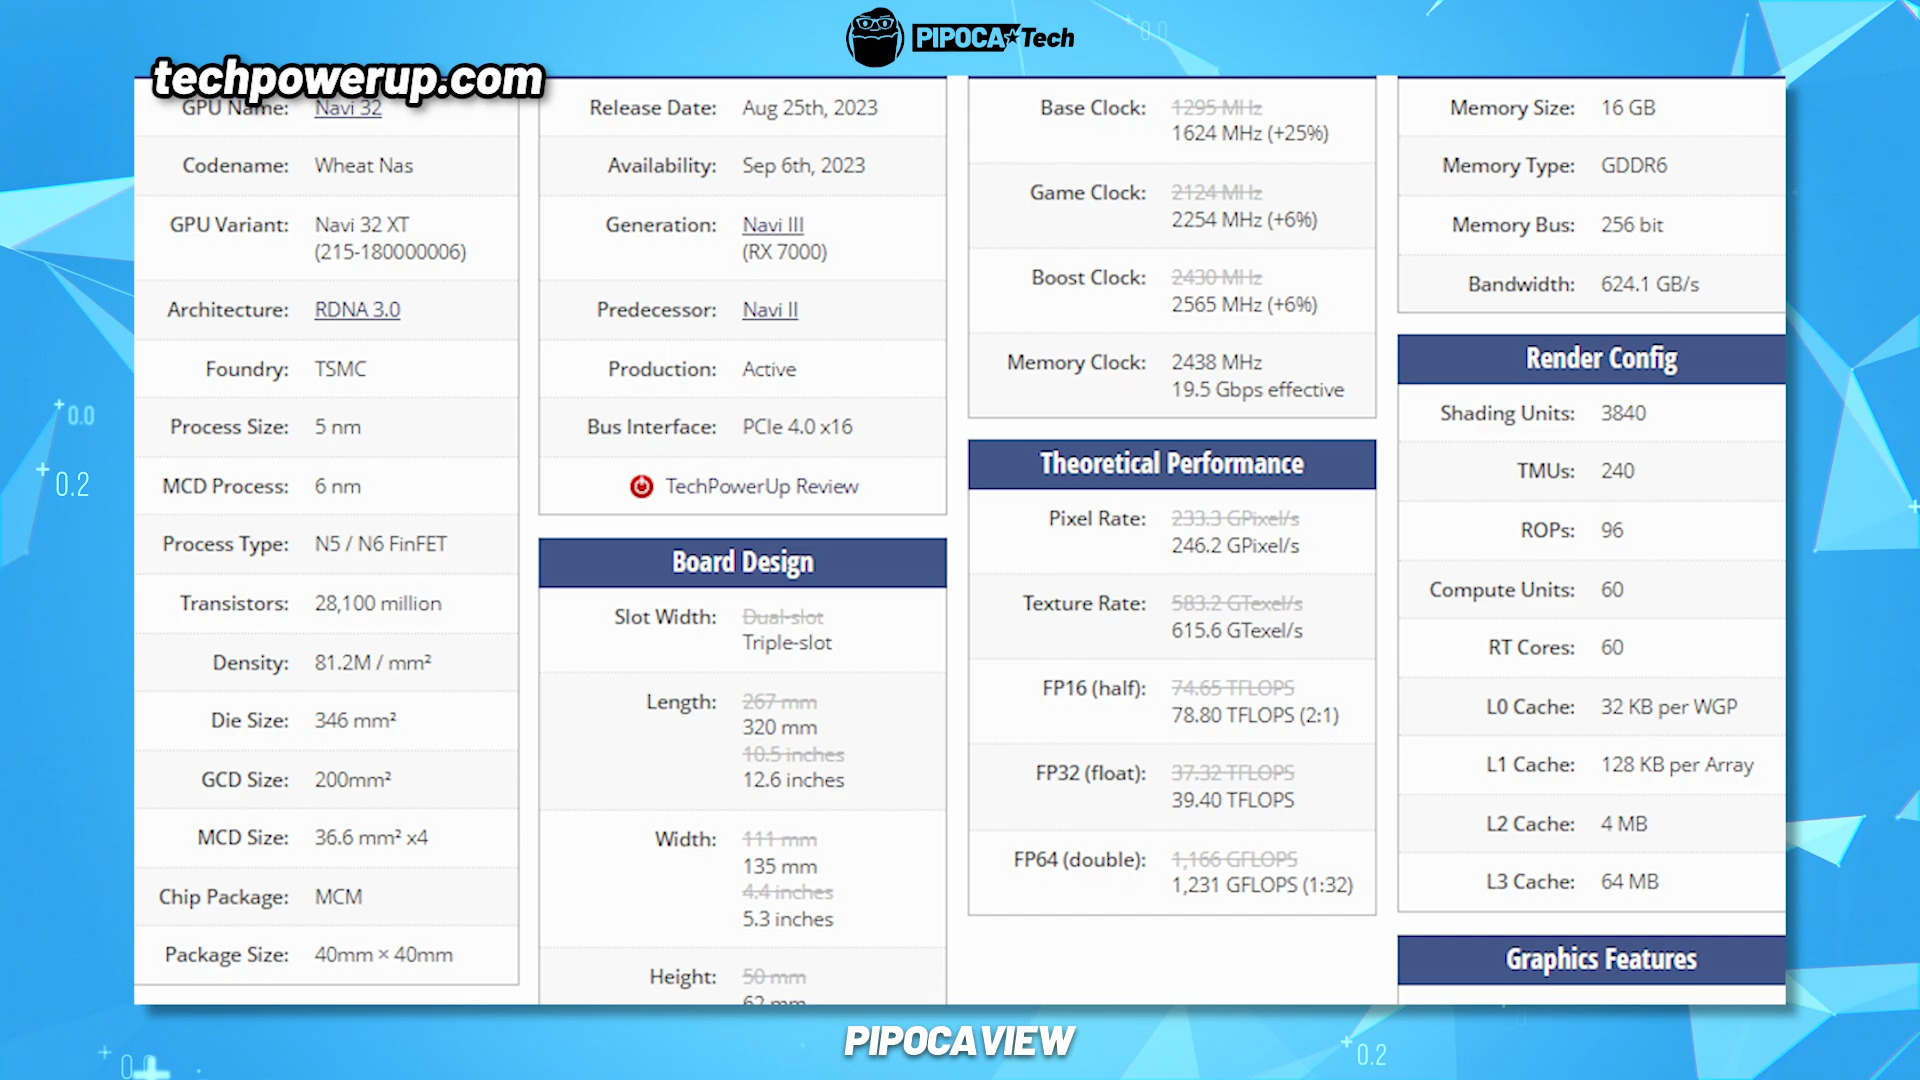 PIPOCA Tech
techpowerup.com
GPU Name: Navi 32
Codename: Wheat Nas
GPU Variant: Navi 32 XT
(215-180000006)
Architecture: RDNA 3.0
Foundry: TSMC
Process Size: 5 nm
MCD Process: 6 nm
Process Type: N5 / N6 FinFET
Transistors: 28,100 million
Density: 81.2M / mm²
Die Size: 346 mm²
GCD Size: 200mm²
MCD Size: 36.6 mm² x4
Chip Package: MCM
Package Size: 40mm × 40mm
Release Date: Aug 25th, 2023
Availability: Sep 6th, 2023
Generation: Navi III
(RX 7000)
Predecessor: Navi II
Production: Active
Bus Interface: PCIe 4.0 x16
TechPowerUp Review
Board Design
Slot Width: Dual-slot
Triple-slot
Length: 267 mm
320 mm
10.5 inches
12.6 inches
Width: 111 mm
135 mm
4.4 inches
5.3 inches
Height: 50 mm
62 mm
Base Clock: 1295 MHz
1624 MHz (+25%)
Game Clock: 2124 MHz
2254 MHz (+6%)
Boost Clock: 2430 MHz
2565 MHz (+6%)
Memory Clock: 2438 MHz
19.5 Gbps effective
Theoretical Performance
Pixel Rate: 233.3 GPixel/s
246.2 GPixel/s
Texture Rate: 583.2 GTexel/s
615.6 GTexel/s
FP16 (half): 74.65 TFLOPS
78.80 TFLOPS (2:1)
FP32 (float): 37.32 TFLOPS
39.40 TFLOPS
FP64 (double): 1,166 GFLOPS
1,231 GFLOPS (1:32)
Memory Size: 16 GB
Memory Type: GDDR6
Memory Bus: 256 bit
Bandwidth: 624.1 GB/s
Render Config
Shading Units: 3840
TMUs: 240
ROPs: 96
Compute Units: 60
RT Cores: 60
L0 Cache: 32 KB per WGP
L1 Cache: 128 KB per Array
L2 Cache: 4 MB
L3 Cache: 64 MB
Graphics Features
PIPOCAVIEW
0.0
0.0
0.2
0.2